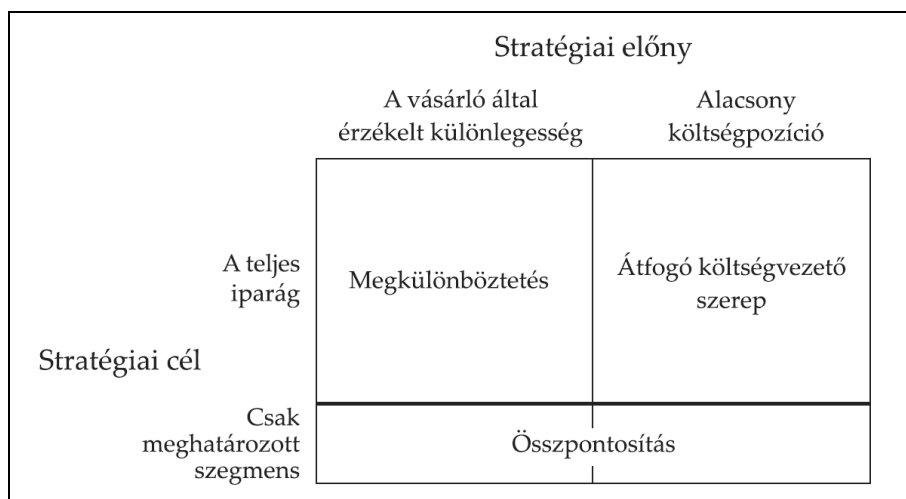 Stratégiai előny
A vásárló által
érzékelt különlegesség
Alacsony
költségpozíció
A teljes
iparág
Megkülönböztetés
Átfogó költségvezető
szerep
Stratégiai cél
Csak
meghatározott
szegmens
Összpontosítás